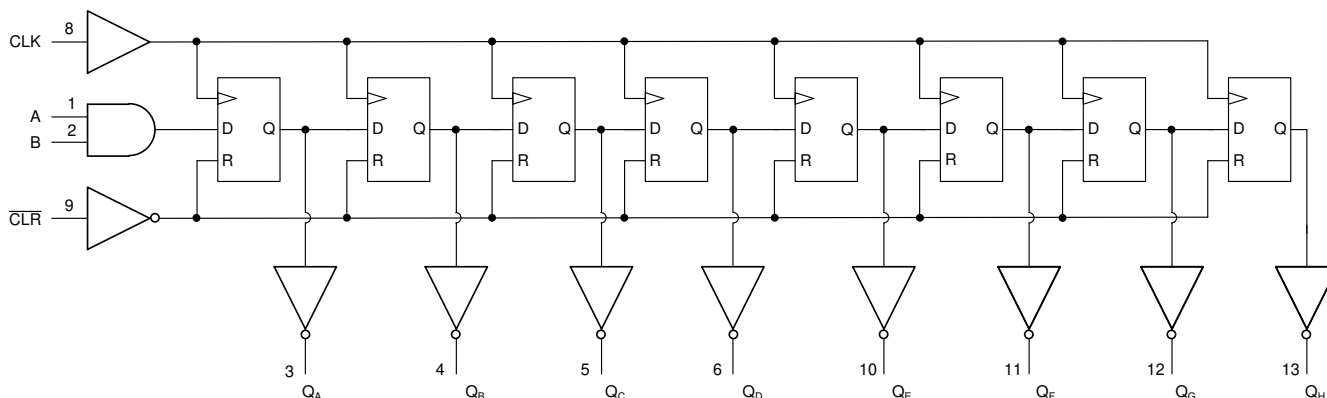 CLK 8
A 1
B 2
D Q D Q D Q D Q D Q D Q D Q D Q
R R R R R R R R
CLR 9
3 4 5 6 10 11 12 13
QA QB QC QD QE QF QG QH